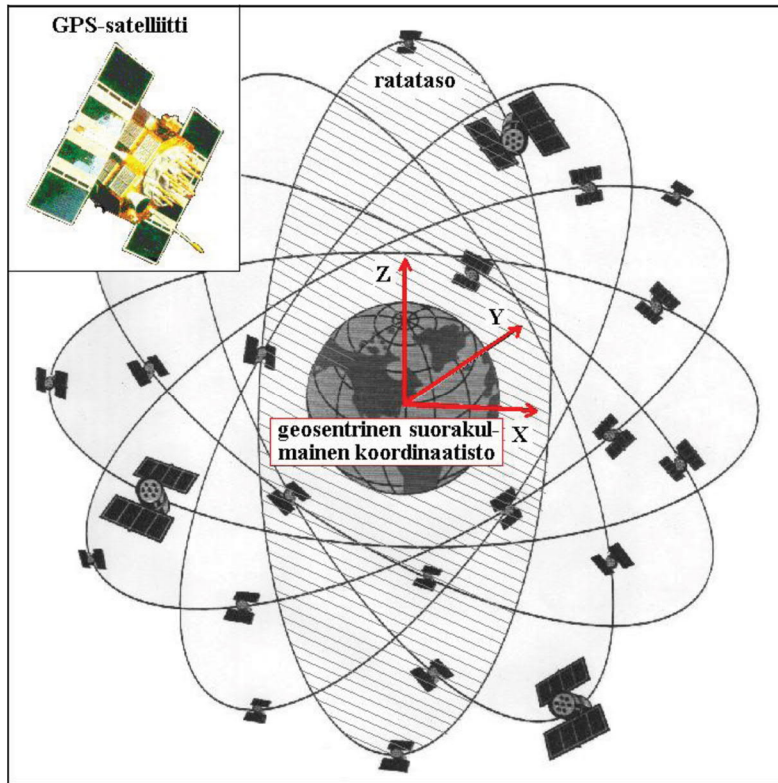 GPS-satelliitti
ratataso
Z
Y
X
geosentrinen suorakul-
mainen koordinaatisto